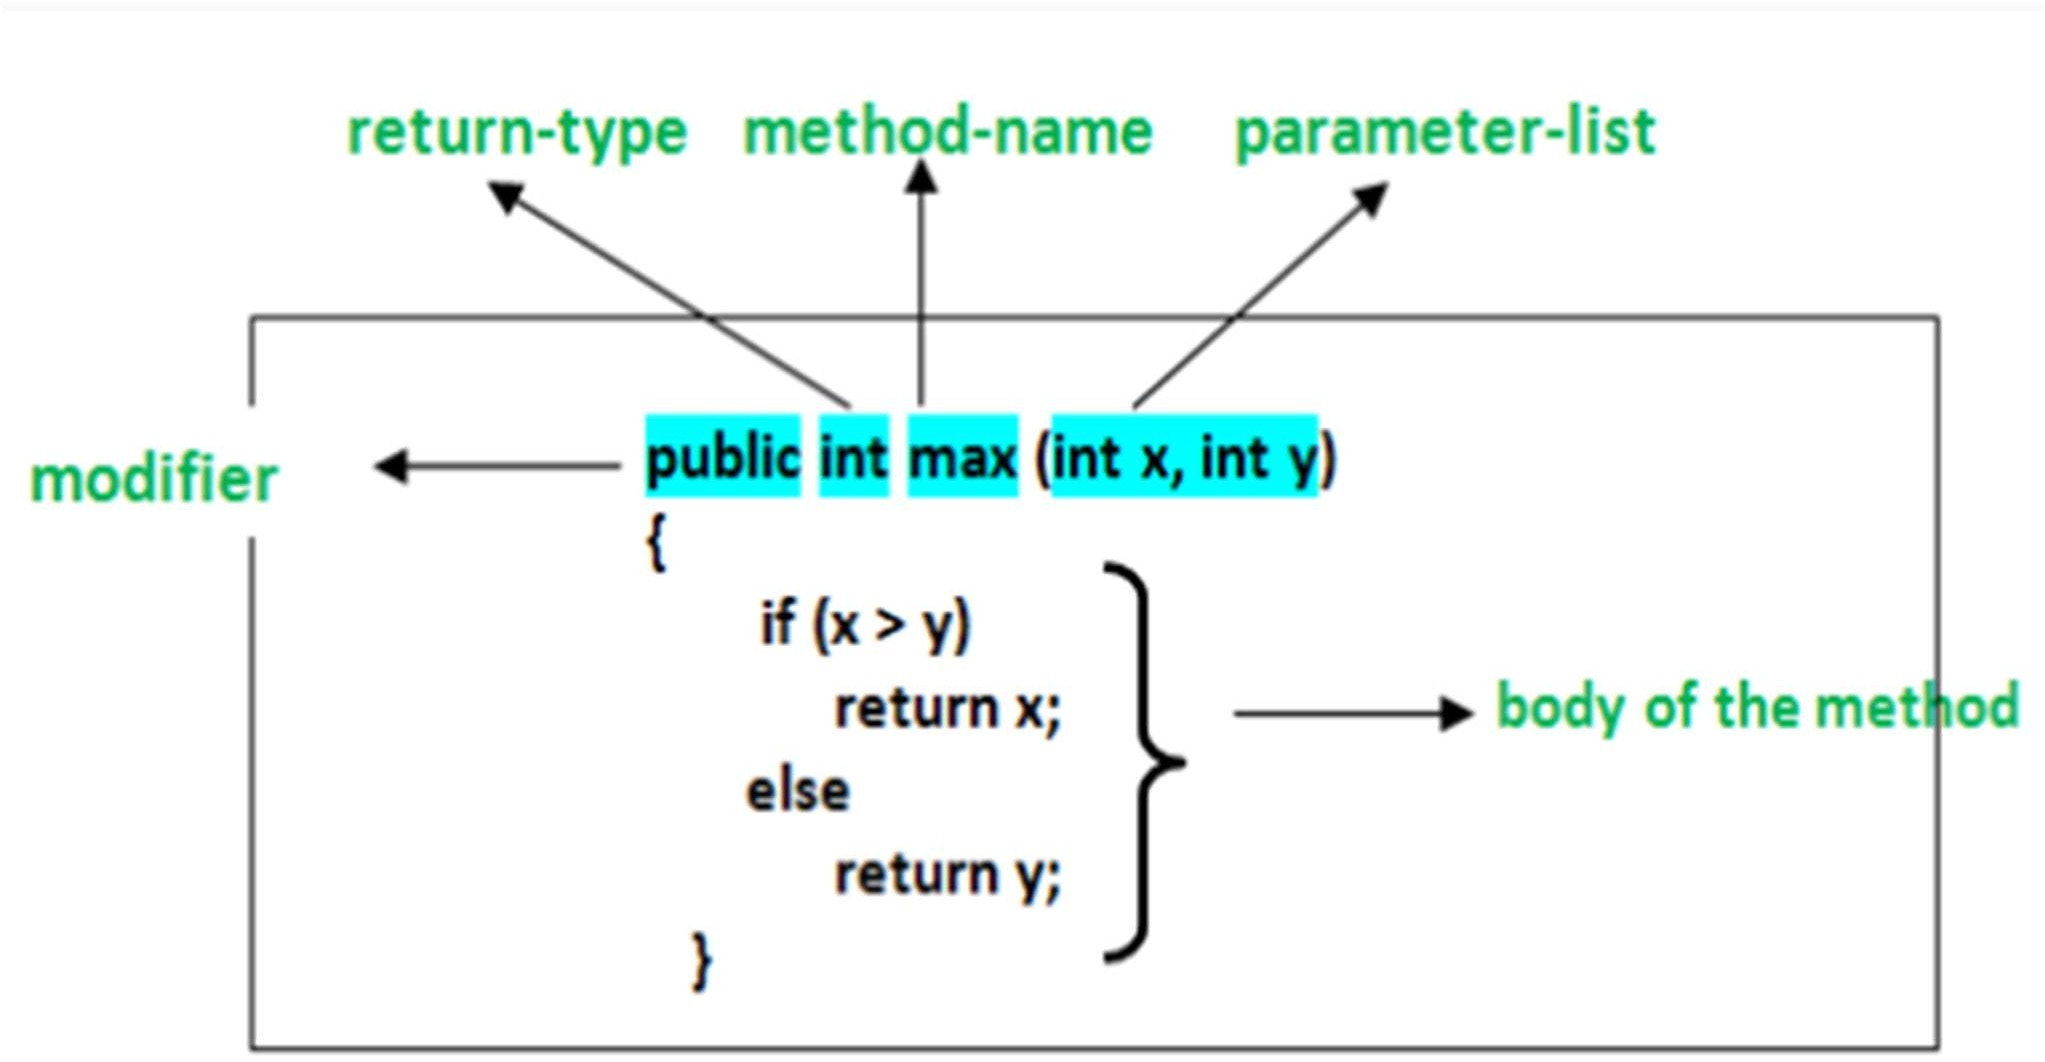 return-type method-name parameter-list
modifier
public int max (int x, int y)
{
if (x > y)
return x;
else
return y;
}
body of the method